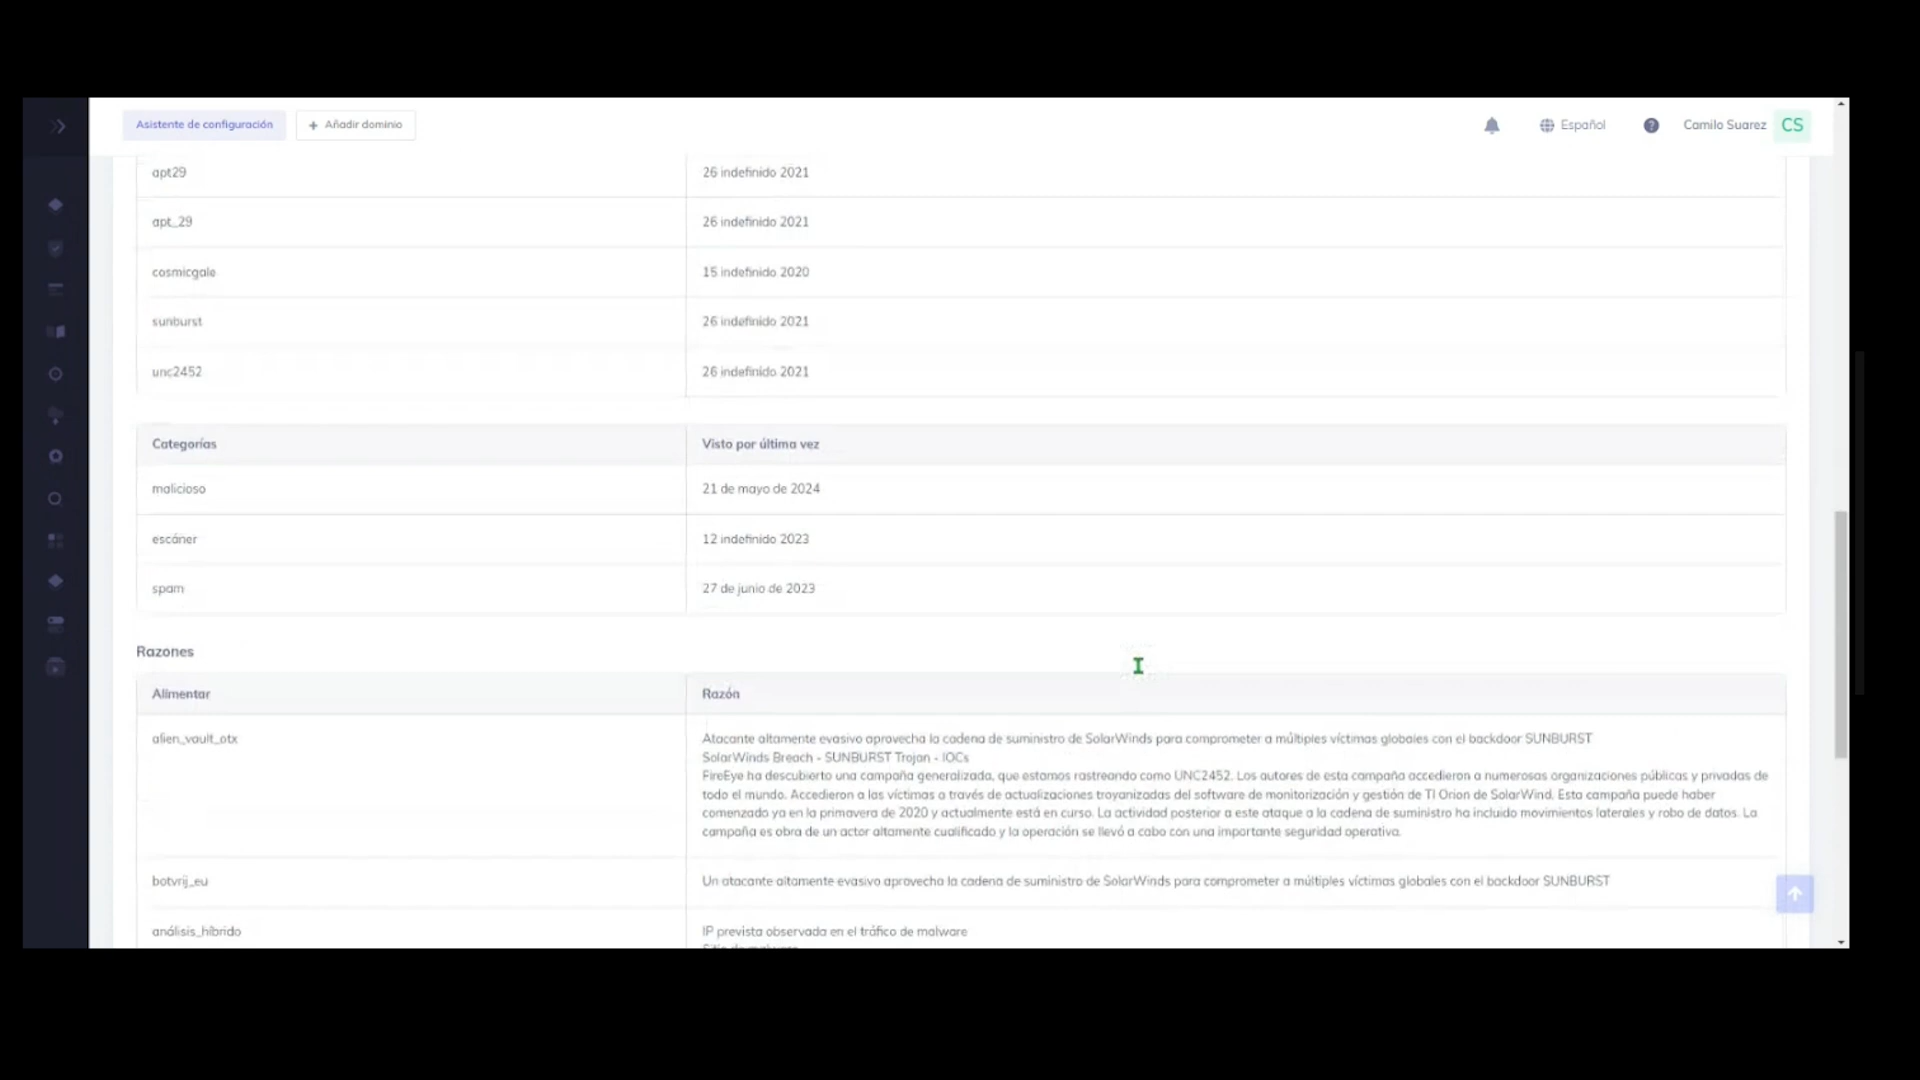 Asistente de configuración
+ Añadir dominio
Español
?
Camilo Suarez
CS
apt29
26 indefinido 2021
apt_29
26 indefinido 2021
cosmicgale
15 indefinido 2020
sunburst
26 indefinido 2021
unc2452
26 indefinido 2021
Categorías
Visto por última vez
malicioso
21 de mayo de 2024
escáner
12 indefinido 2023
spam
27 de junio de 2023
Razones
Alimentar
Razón
alien_vault_otx
Atacante altamente evasivo aprovecha la cadena de suministro de SolarWinds para comprometer a múltiples víctimas globales con el backdoor SUNBURST
SolarWinds Breach - SUNBURST Trojan - IOCs
FireEye ha descubierto una campaña generalizada, que estamos rastreando como UNC2452. Los autores de esta campaña accedieron a numerosas organizaciones públicas y privadas de
todo el mundo. Accedieron a las víctimas a través de actualizaciones troyanizadas del software de monitorización y gestión de TI Orion de SolarWind. Esta campaña puede haber
comenzado ya en la primavera de 2020 y actualmente está en curso. La actividad posterior a este ataque a la cadena de suministro ha incluido movimientos laterales y robo de datos. La
campaña es obra de un actor altamente cualificado y la operación se llevó a cabo con una importante seguridad operativa.
botvrij_eu
Un atacante altamente evasivo aprovecha la cadena de suministro de SolarWinds para comprometer a múltiples víctimas globales con el backdoor SUNBURST
análisis_híbrido
IP prevista observada en el tráfico de malware